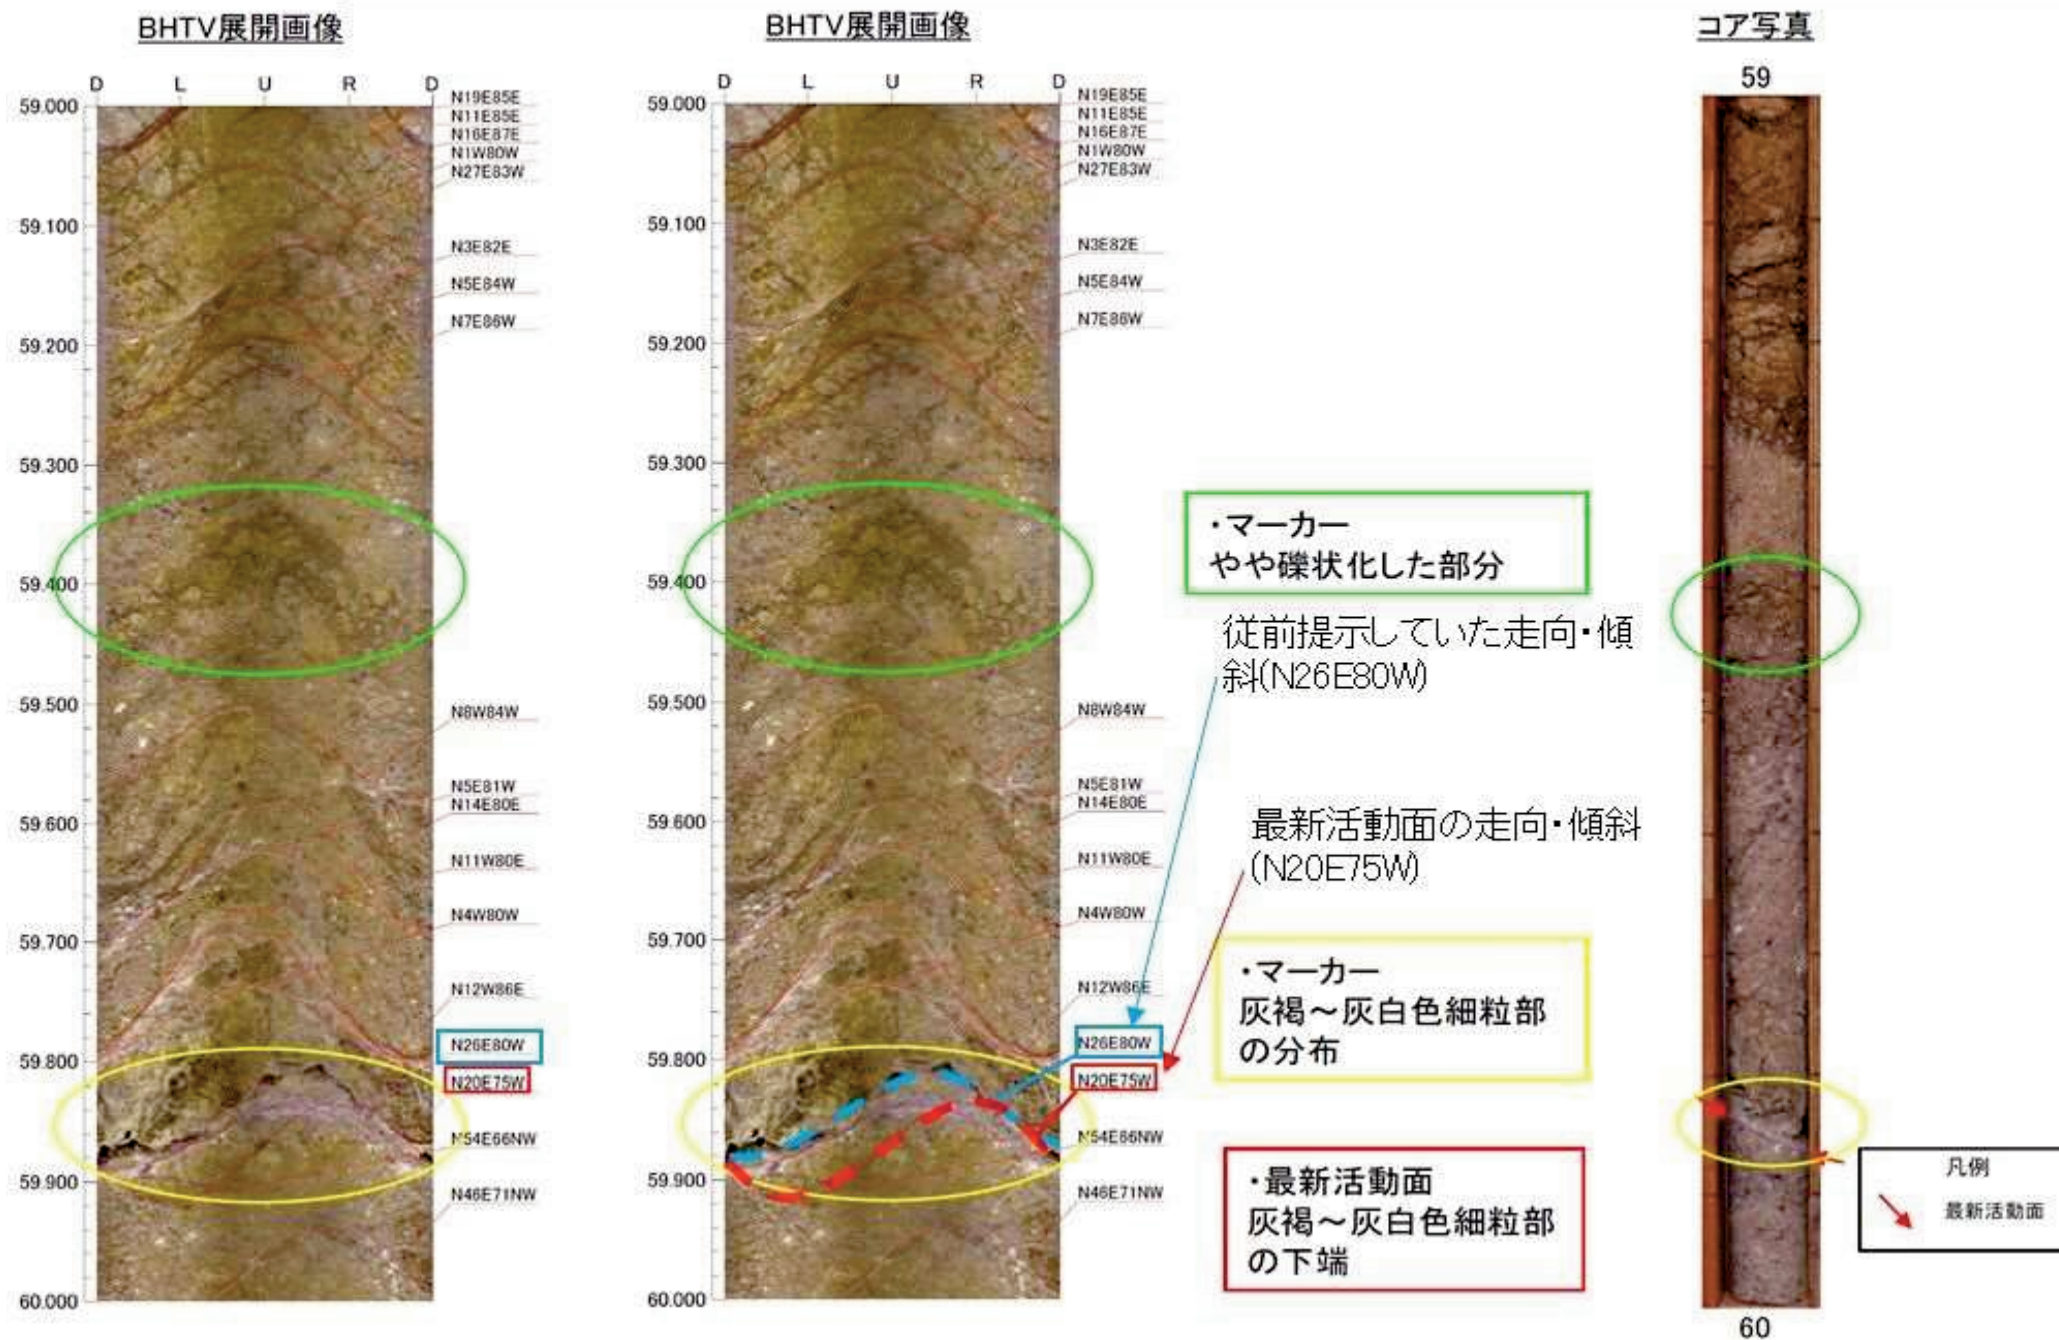 BHTV展開画像
D L U R D
59.000
59.100
59.200
59.300
59.400
59.500
59.600
59.700
59.800
59.900
60.000
N19E85E
N11E85E
N16E87E
N1W80W
N27E83W
N3E82E
N5E84W
N7E86W
N8W84W
N5E81W
N14E80E
N11W80E
N4W80W
N12W86E
N26E80W
N20E75W
N54E66NW
N46E71NW
BHTV展開画像
D L U R D
59.000
59.100
59.200
59.300
59.400
59.500
59.600
59.700
59.800
59.900
60.000
N19E85E
N11E85E
N16E87E
N1W80W
N27E83W
N3E82E
N5E84W
N7E86W
N8W84W
N5E81W
N14E80E
N11W80E
N4W80W
N12W86E
N26E80W
N20E75W
N54E66NW
N46E71NW
・マーカー
やや礫状化した部分
従前提示していた走向・傾
斜(N26E80W)
最新活動面の走向・傾斜
(N20E75W)
・マーカー
灰褐～灰白色細粒部
の分布
・最新活動面
灰褐～灰白色細粒部
の下端
コア写真
59
60
凡例
最新活動面